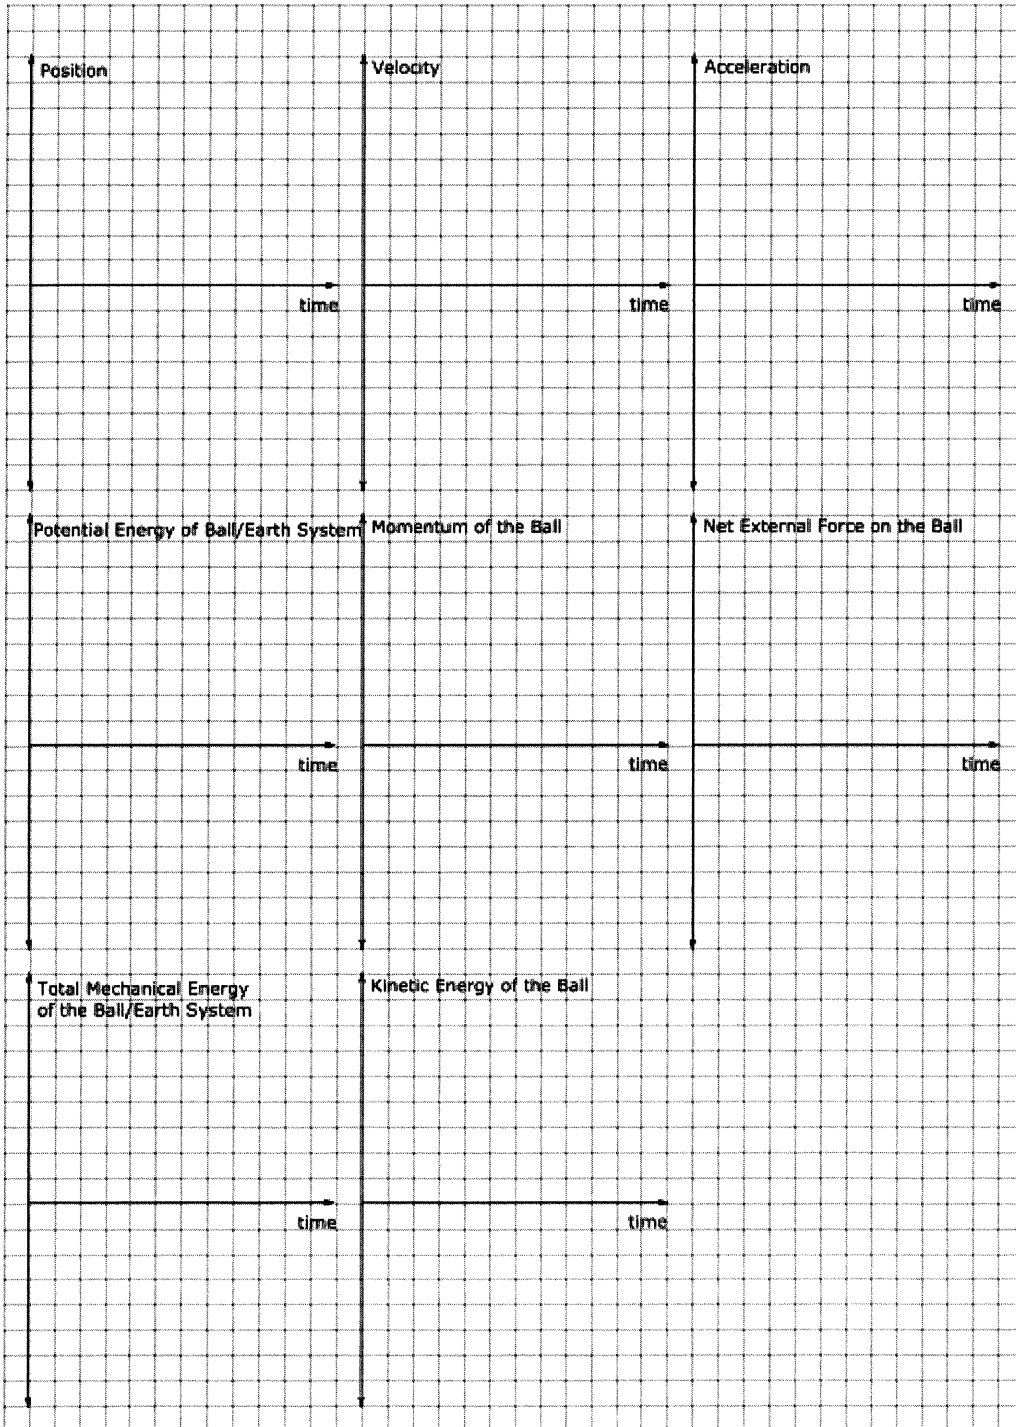 Position
Velocity
Acceleration
time
time
time
Potential Energy of Ball/Earth System
Momentum of the Ball
Net External Force on the Ball
time
time
time
Total Mechanical Energy
of the Ball/Earth System
Kinetic Energy of the Ball
time
time